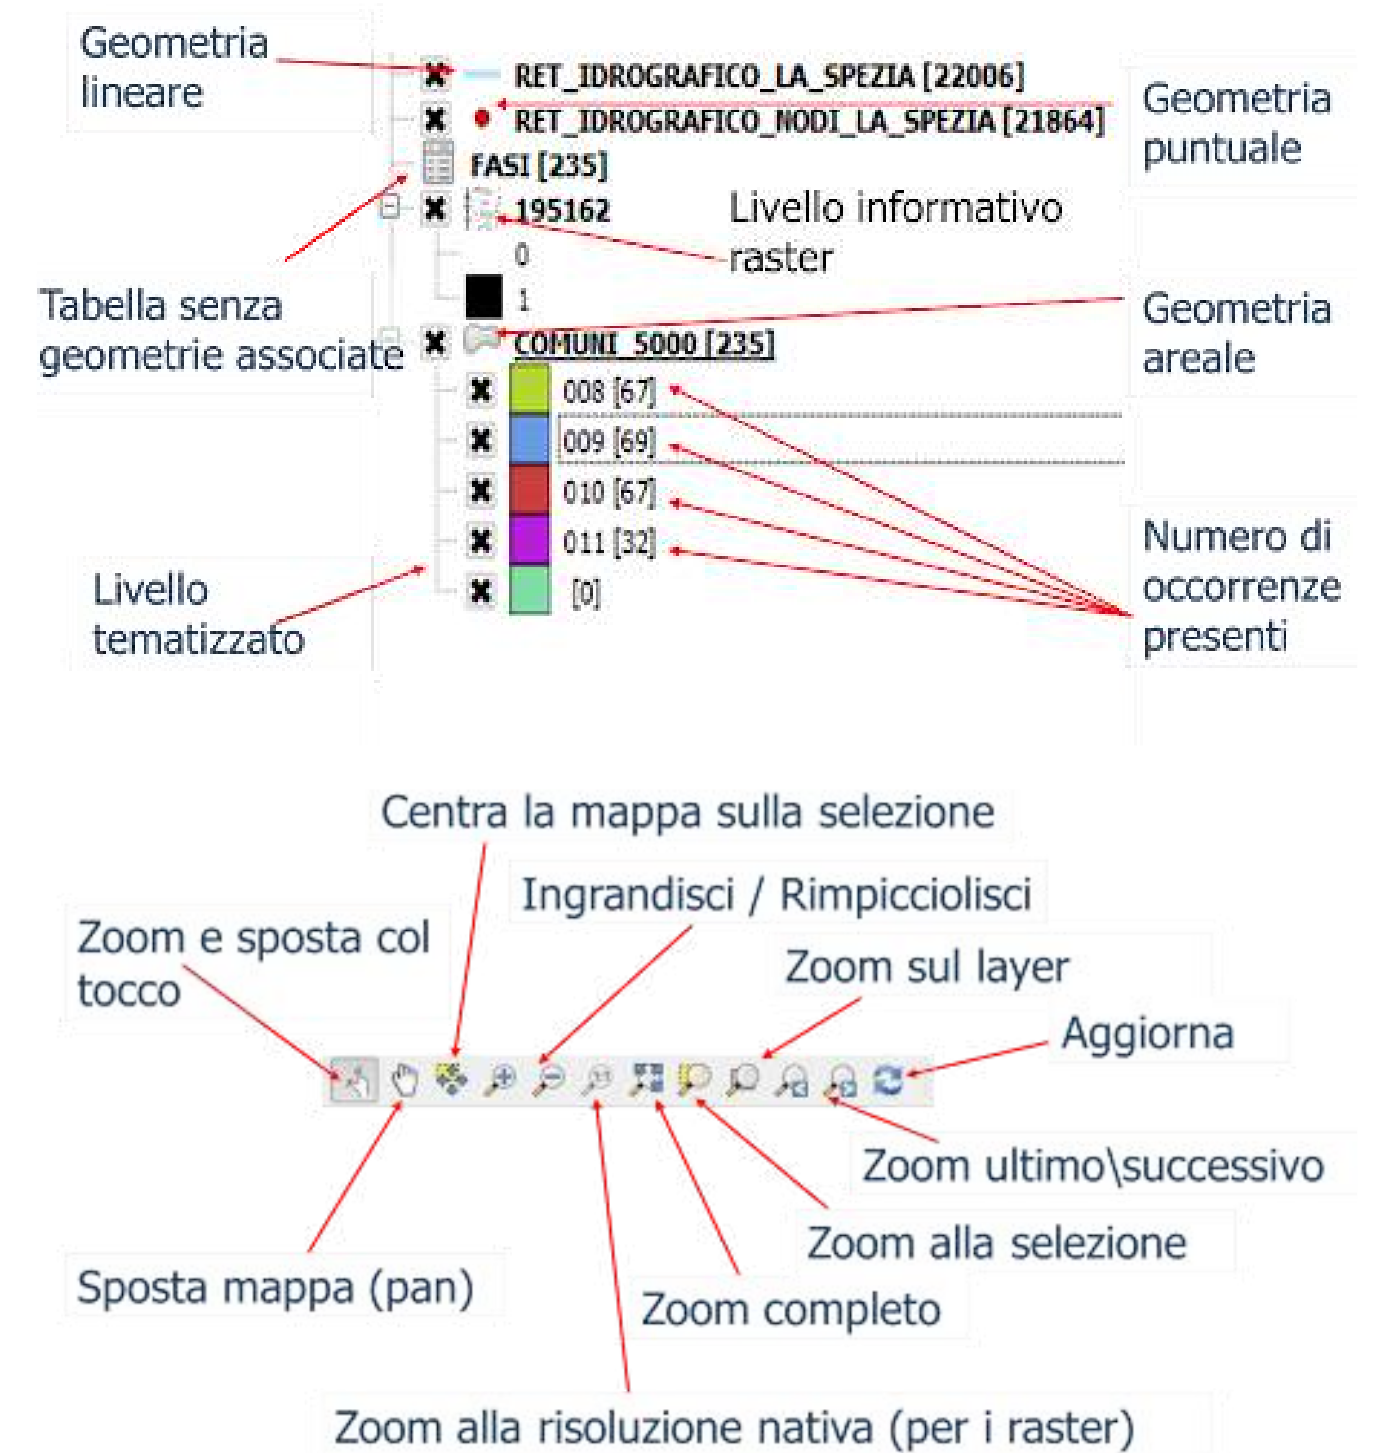 Geometria
lineare
RET_IDROGRAFICO_LA_SPEZIA [22006]
RET_IDROGRAFICO_NODI_LA_SPEZIA [21864]
Geometria
puntuale
FASI [235]
195162
Livello informativo
raster
0
1
Tabella senza
geometrie associate
COMUNI_5000 [235]
Geometria
areale
008 [67]
009 [69]
010 [67]
011 [32]
[0]
Numero di
occorrenze
presenti
Livello
tematizzato
Centra la mappa sulla selezione
Ingrandisci / Rimpicciolisci
Zoom e sposta col
tocco
Zoom sul layer
Aggiorna
Zoom ultimo\successivo
Zoom alla selezione
Sposta mappa (pan)
Zoom completo
Zoom alla risoluzione nativa (per i raster)